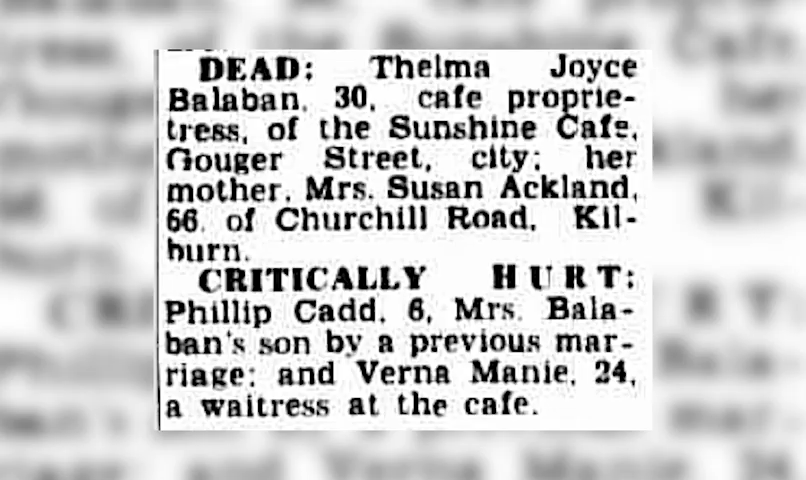 DEAD: Thelma Joyce
Balaban, 30, cafe proprie-
tress, of the Sunshine Cafe,
Gouger Street, city; her
mother, Mrs. Susan Ackland,
66, of Churchill Road, Kil-
burn.
CRITICALLY HURT:
Phillip Cadd, 6, Mrs. Bala-
ban's son by a previous mar-
riage; and Verna Manie, 24,
a waitress at the cafe.